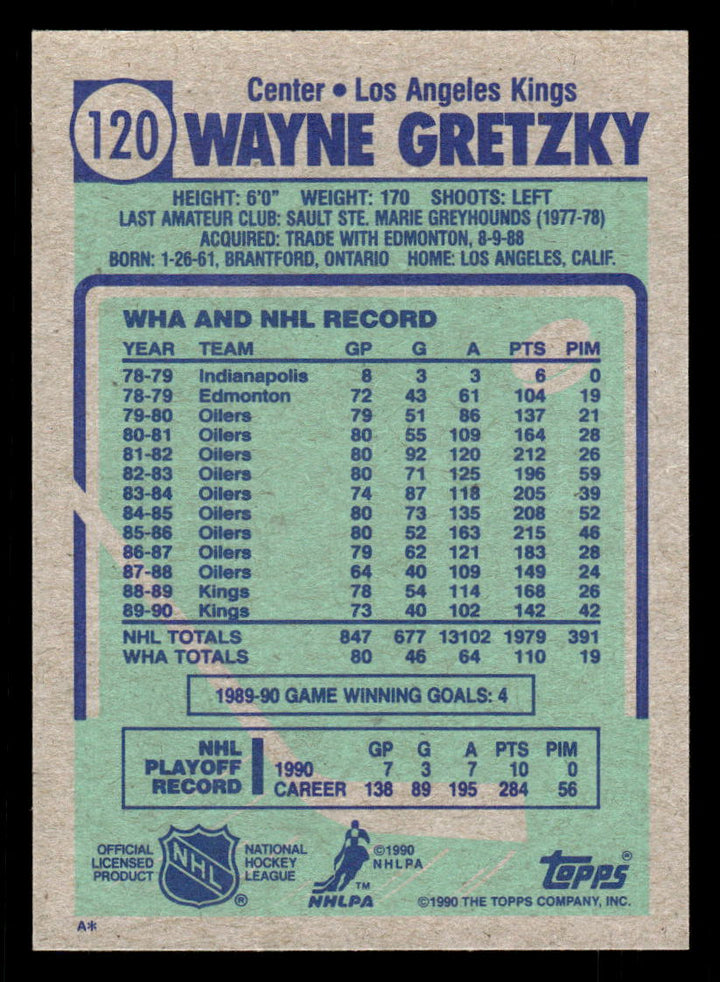 120
Center • Los Angeles Kings
WAYNE GRETZKY
HEIGHT: 6'0" WEIGHT: 170 SHOOTS: LEFT
LAST AMATEUR CLUB: SAULT STE. MARIE GREYHOUNDS (1977-78)
ACQUIRED: TRADE WITH EDMONTON, 8-9-88
BORN: 1-26-61, BRANTFORD, ONTARIO HOME: LOS ANGELES, CALIF.
WHA AND NHL RECORD
YEAR TEAM GP G A PTS PIM
78-79 Indianapolis 8 3 3 6 0
78-79 Edmonton 72 43 61 104 19
79-80 Oilers 79 51 86 137 21
80-81 Oilers 80 55 109 164 28
81-82 Oilers 80 92 120 212 26
82-83 Oilers 80 71 125 196 59
83-84 Oilers 74 87 118 205 39
84-85 Oilers 80 73 135 208 52
85-86 Oilers 80 52 163 215 46
86-87 Oilers 79 62 121 183 28
87-88 Oilers 64 40 109 149 24
88-89 Kings 78 54 114 168 26
89-90 Kings 73 40 102 142 42
NHL TOTALS 847 677 13102 1979 391
WHA TOTALS 80 46 64 110 19
1989-90 GAME WINNING GOALS: 4
NHL PLAYOFF RECORD
GP G A PTS PIM
1990 7 3 7 10 0
CAREER 138 89 195 284 56
OFFICIAL LICENSED PRODUCT
NHL
®
NATIONAL HOCKEY LEAGUE
©1990 NHLPA
TM
NHLPA
topps®
©1990 THE TOPPS COMPANY, INC.
A*